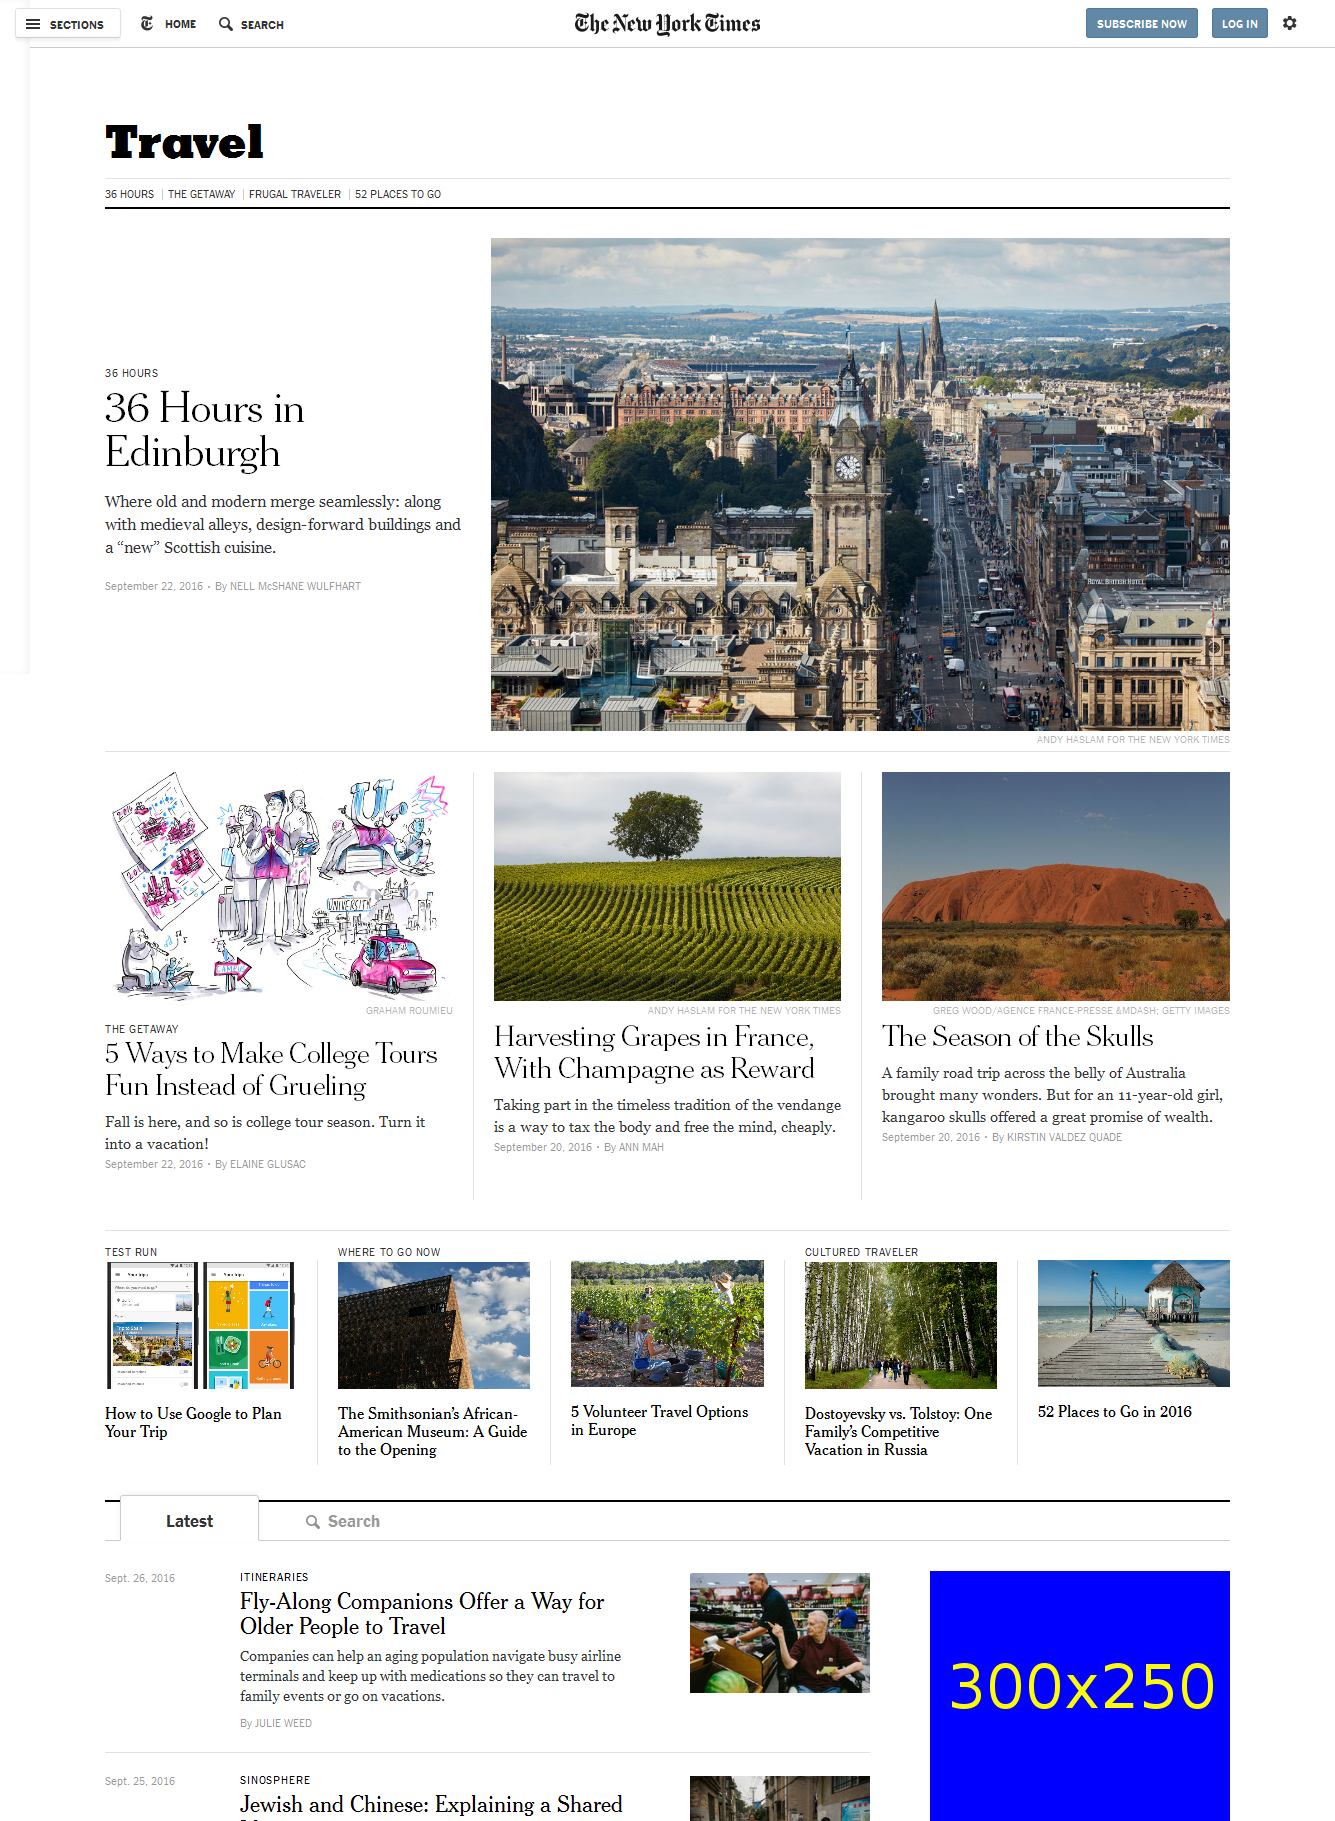 SECTIONS
HOME
SEARCH
The New York Times
SUBSCRIBE NOW
LOG IN
Travel
36 HOURS
THE GETAWAY
FRUGAL TRAVELER
52 PLACES TO GO
36 HOURS
36 Hours in
Edinburgh
Where old and modern merge seamlessly: along
with medieval alleys, design-forward buildings and
a “new” Scottish cuisine.
September 22, 2016 · By NELL McSHANE WULFHART
ROYAL BRITISH HOTEL
ANDY HASLAM FOR THE NEW YORK TIMES
UNIVERSITY
GRAHAM ROUMIEU
THE GETAWAY
5 Ways to Make College Tours
Fun Instead of Grueling
Fall is here, and so is college tour season. Turn it
into a vacation!
September 22, 2016 · By ELAINE GLUSAC
ANDY HASLAM FOR THE NEW YORK TIMES
Harvesting Grapes in France,
With Champagne as Reward
Taking part in the timeless tradition of the vendange
is a way to tax the body and free the mind, cheaply.
September 20, 2016 · By ANN MAH
GREG WOOD/AGENCE FRANCE-PRESSE &MDASH; GETTY IMAGES
The Season of the Skulls
A family road trip across the belly of Australia
brought many wonders. But for an 11-year-old girl,
kangaroo skulls offered a great promise of wealth.
September 20, 2016 · By KIRSTIN VALDEZ QUADE
TEST RUN
Your trips
Your trips
How to Use Google to Plan
Your Trip
WHERE TO GO NOW
The Smithsonian’s African-
American Museum: A Guide
to the Opening
5 Volunteer Travel Options
in Europe
CULTURED TRAVELER
Dostoyevsky vs. Tolstoy: One
Family’s Competitive
Vacation in Russia
52 Places to Go in 2016
Latest
Search
Sept. 26, 2016
ITINERARIES
Fly-Along Companions Offer a Way for
Older People to Travel
Companies can help an aging population navigate busy airline
terminals and keep up with medications so they can travel to
family events or go on vacations.
By JULIE WEED
300x250
Sept. 25, 2016
SINOSPHERE
Jewish and Chinese: Explaining a Shared